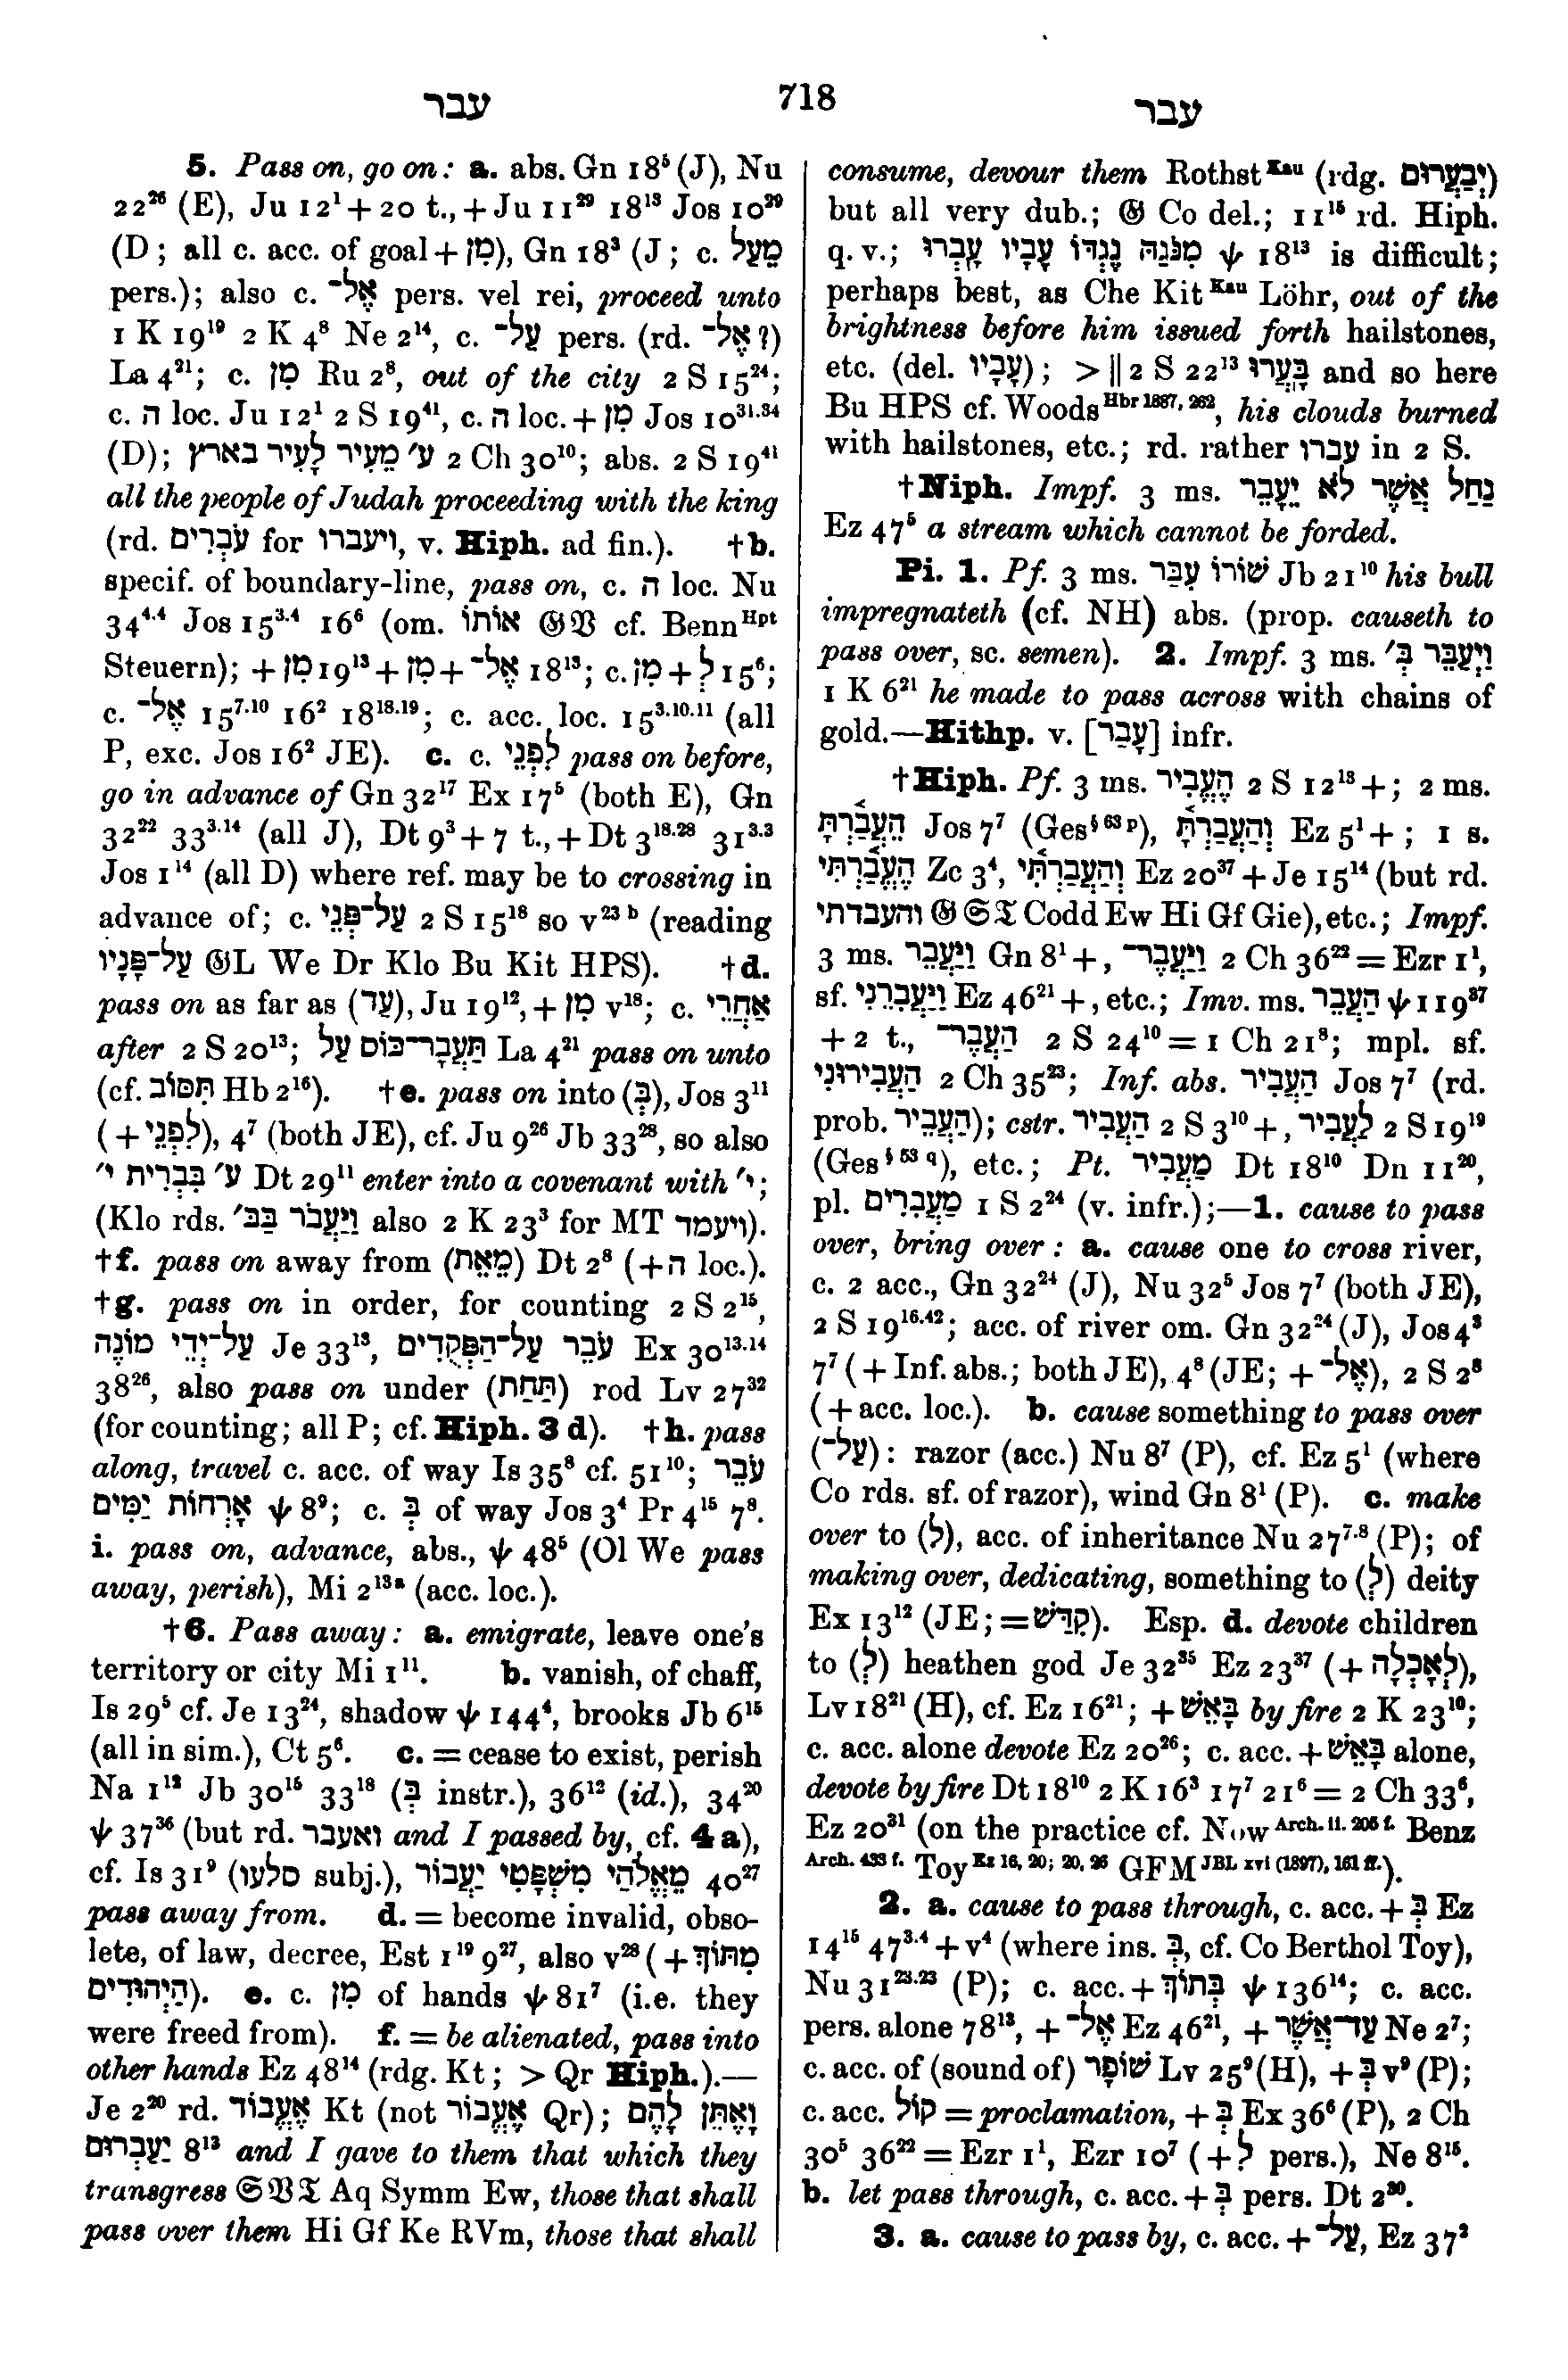 עבר 718 עבר
5. Pass on, go on: a. abs. Gn 18⁵ (J), Nu
22²⁶ (E), Ju 12¹ + 20 t., + Ju 11²⁹ 18¹³ Jos 10²⁹
(D; all c. acc. of goal + מִן), Gn 18³ (J; c. מֵעַל
pers.); also c. אֶל־ pers. vel rei, proceed unto
1 K 19¹⁹ 2 K 4⁸ Ne 2¹⁴, c. עַל־ pers. (rd. אֶל־?)
La 4²¹; c. מִן Ru 2⁸, out of the city 2 S 15²⁴;
c. ה loc. Ju 12¹ 2 S 19⁴¹, c. ה loc. + מִן Jos 10³¹·³⁴
(D); ע׳ מֵעִיר לָעִיר בארץ 2 Ch 30¹⁰; abs. 2 S 19⁴¹
all the people of Judah proceeding with the king
(rd. עֹבְרִים for ויעברו, v. Hiph. ad fin.). †b.
specif. of boundary-line, pass on, c. ה loc. Nu
34⁴·⁴ Jos 15³·⁴ 16⁶ (om. אוֹתוֹ 𝔊𝔙 cf. Benn ᴴᵖᵗ
Steuern); + מִן 19¹³ + מִן + אֶל־ 18¹³; c. מִן + לְ 15⁶;
c. אֶל־ 15⁷·¹⁰ 16² 18¹⁸·¹⁹; c. acc. loc. 15³·¹⁰·¹¹ (all
P, exc. Jos 16² JE). c. c. לִפְנֵי pass on before,
go in advance of Gn 32¹⁷ Ex 17⁵ (both E), Gn
32²² 33³·¹⁴ (all J), Dt 9³ + 7 t., + Dt 3¹⁸·²⁸ 31³·³
Jos 1¹⁴ (all D) where ref. may be to crossing in
advance of; c. עַל־פְּנֵי 2 S 15¹⁸ so v²³ᵇ (reading
עַל־פָּנָיו 𝔊L We Dr Klo Bu Kit HPS). †d.
pass on as far as (עַד), Ju 19¹², + מִן v¹⁸; c. אַחֲרֵי
after 2 S 20¹³; תַּעֲבָר־כּוֹס עַל La 4²¹ pass on unto
(cf. תִּסּוֹב Hb 2¹⁶). †e. pass on into (בְּ), Jos 3¹¹
(+ לִפְנֵי), 4⁷ (both JE), cf. Ju 9²⁶ Jb 33²⁸, so also
ע׳ בִּבְרִית י׳ Dt 29¹¹ enter into a covenant with י׳;
(Klo rds. וַיַּעֲבֹר בַּבּ׳ also 2 K 23³ for MT ויעמד).
†f. pass on away from (מֵאֵת) Dt 2⁸ (+ ה loc.).
†g. pass on in order, for counting 2 S 2¹⁵,
עַל־יְדֵי מוֹנֶה Je 33¹³, עֹבֵר עַל־הַפְּקֻדִים Ex 30¹³·¹⁴
38²⁶, also pass on under (תַּחַת) rod Lv 27³²
(for counting; all P; cf. Hiph. 3 d). †h. pass
along, travel c. acc. of way Is 35⁸ cf. 51¹⁰; עֹבֵר
אָרְחוֹת יַמִּים ψ 8⁹; c. בְּ of way Jos 3⁴ Pr 4¹⁵ 7⁸.
i. pass on, advance, abs., ψ 48⁵ (Ol We pass
away, perish), Mi 2¹³ᵃ (acc. loc.).
†6. Pass away: a. emigrate, leave one's
territory or city Mi 1¹¹. b. vanish, of chaff,
Is 29⁵ cf. Je 13²⁴, shadow ψ 144⁴, brooks Jb 6¹⁵
(all in sim.), Ct 5⁶. c. = cease to exist, perish
Na 1¹² Jb 30¹⁵ 33¹⁸ (בְּ instr.), 36¹² (id.), 34²⁰
ψ 37³⁶ (but rd. ואעבר and I passed by, cf. 4 a),
cf. Is 31⁹ (סלעו subj.), מֵאֱלֹהַי מִשְׁפָּטִי יַעֲבוֹר 40²⁷
pass away from. d. = become invalid, obso-
lete, of law, decree, Est 1¹⁹ 9²⁷, also v²⁸ (+ מִתּוֹךְ
הַיְּהוּדִים). e. c. מִן of hands ψ 81⁷ (i.e. they
were freed from). f. = be alienated, pass into
other hands Ez 48¹⁴ (rdg. Kt; > Qr Hiph.).—
Je 2²⁰ rd. אֶעֱבוֹד Kt (not אֶעֱבוֹר Qr); וָאֶתֵּן לָהֶם
יַעַבְרוּם 8¹³ and I gave to them that which they
transgress 𝔖𝔙𝔗 Aq Symm Ew, those that shall
pass over them Hi Gf Ke RVm, those that shall
consume, devour them Rothst ᴷᵃᵘ (rdg. יְבַעֲרוּם)
but all very dub.; 𝔊 Co del.; 11¹⁵ rd. Hiph.
q. v.; מִנֹּגַהּ נֶגְדּוֹ עָבָיו עָבְרוּ ψ 18¹³ is difficult;
perhaps best, as Che Kit ᴷᵃᵘ Löhr, out of the
brightness before him issued forth hailstones,
etc. (del. עָבָיו); > ‖ 2 S 22¹³ בָּעֲרוּ and so here
Bu HPS cf. Woods ᴴᵇʳ ¹⁸⁸⁷, ²⁶², his clouds burned
with hailstones, etc.; rd. rather עברו in 2 S.
†Niph. Impf. 3 ms. נַחַל אֲשֶׁר לֹא יֵעָבֵר
Ez 47⁵ a stream which cannot be forded.
Pi. 1. Pf. 3 ms. שׁוֹרוֹ עִבַּר Jb 21¹⁰ his bull
impregnateth (cf. NH) abs. (prop. causeth to
pass over, sc. semen). 2. Impf. 3 ms. וַיְעַבֵּר בְּ׳
1 K 6²¹ he made to pass across with chains of
gold.—Hithp. v. [עָבַר] infr.
†Hiph. Pf. 3 ms. הֶעֱבִיר 2 S 12¹³ +; 2 ms.
הֵעֲבַרְתָּ Jos 7⁷ (Ges§ ⁶³ ᵖ), וְהַעֲבַרְתָּ Ez 5¹ +; 1 s.
הֶעֱבַרְתִּי Zc 3⁴, וְהַעֲבַרְתִּי Ez 20³⁷ + Je 15¹⁴ (but rd.
והעבדתי 𝔊𝔖𝔗 Codd Ew Hi Gf Gie), etc.; Impf.
3 ms. וַיַּעֲבֵר Gn 8¹ +, וַיַּעֲבֶר־ 2 Ch 36²² = Ezr 1¹,
sf. וַיַּעֲבִרֵנִי Ez 46²¹ +, etc.; Imv. ms. הַעֲבֵר ψ 119³⁷
+ 2 t., הַעֲבֶר־ 2 S 24¹⁰ = 1 Ch 21⁸; mpl. sf.
הַעֲבִירוּנִי 2 Ch 35²³; Inf. abs. הַעֲבִיר Jos 7⁷ (rd.
prob. הַעֲבֵיר); cstr. הַעֲבִיר 2 S 3¹⁰ +, לַעֲבִיר 2 S 19¹⁹
(Ges§ ⁵³ ᑫ), etc.; Pt. מַעֲבִיר Dt 18¹⁰ Dn 11²⁰,
pl. מַעֲבִרִים 1 S 2²⁴ (v. infr.);—1. cause to pass
over, bring over: a. cause one to cross river,
c. 2 acc., Gn 32²⁴ (J), Nu 32⁵ Jos 7⁷ (both JE),
2 S 19¹⁶·⁴²; acc. of river om. Gn 32²⁴ (J), Jos 4³
7⁷ (+ Inf. abs.; both JE), 4⁸ (JE; + אֶל־), 2 S 2⁸
(+ acc. loc.). b. cause something to pass over
(עַל־): razor (acc.) Nu 8⁷ (P), cf. Ez 5¹ (where
Co rds. sf. of razor), wind Gn 8¹ (P). c. make
over to (לְ), acc. of inheritance Nu 27⁷·⁸ (P); of
making over, dedicating, something to (לְ) deity
Ex 13¹² (JE; = קִדֵּשׁ). Esp. d. devote children
to (לְ) heathen god Je 32³⁵ Ez 23³⁷ (+ לְאָכְלָה),
Lv 18²¹ (H), cf. Ez 16²¹; + בָּאֵשׁ by fire 2 K 23¹⁰;
c. acc. alone devote Ez 20²⁶; c. acc. + בָּאֵשׁ alone,
devote by fire Dt 18¹⁰ 2 K 16³ 17⁷ 21⁶ = 2 Ch 33⁶,
Ez 20³¹ (on the practice cf. Now ᴬʳᶜʰ· ¹¹· ²⁰⁵ ᶠ· Benz
ᴬʳᶜʰ· ⁴³³ ᶠ· Toy ᴱᶻ ¹⁶, ²⁰; ²⁰, ²⁶ GFM ᴶᴮᴸ ˣᵛⁱ ⁽¹⁸⁹⁷⁾, ¹⁶¹ ᶠᶠ·).
2. a. cause to pass through, c. acc. + בְּ Ez
14¹⁵ 47³·⁴ + v⁴ (where ins. בְּ, cf. Co Berthol Toy),
Nu 31²³·²³ (P); c. acc. + בְּתוֹךְ ψ 136¹⁴; c. acc.
pers. alone 78¹³, + אֶל־ Ez 46²¹, + עַד־אֲשֶׁר Ne 2⁷;
c. acc. of (sound of) שׁוֹפָר Lv 25⁹ (H), + בְּ v⁹ (P);
c. acc. קוֹל = proclamation, + בְּ Ex 36⁶ (P), 2 Ch
30⁵ 36²² = Ezr 1¹, Ezr 10⁷ (+ לְ pers.), Ne 8¹⁵.
b. let pass through, c. acc. + בְּ pers. Dt 2³⁰.
3. a. cause to pass by, c. acc. + עַל־, Ez 37²